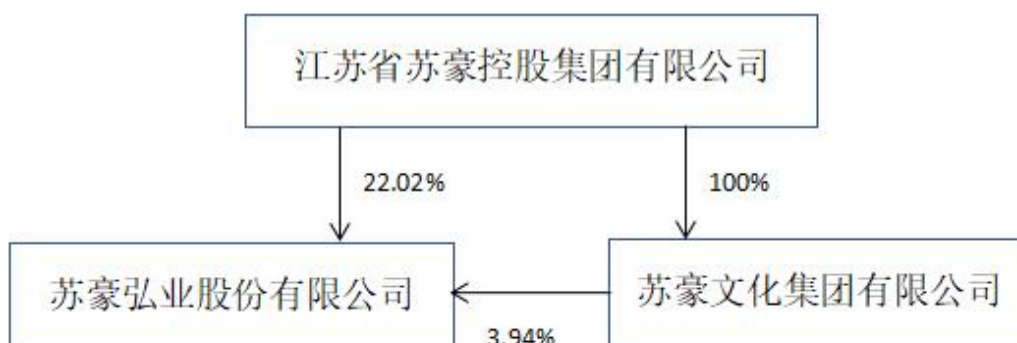 江苏省苏豪控股集团有限公司
22.02%
100%
苏豪弘业股份有限公司
苏豪文化集团有限公司
3.94%